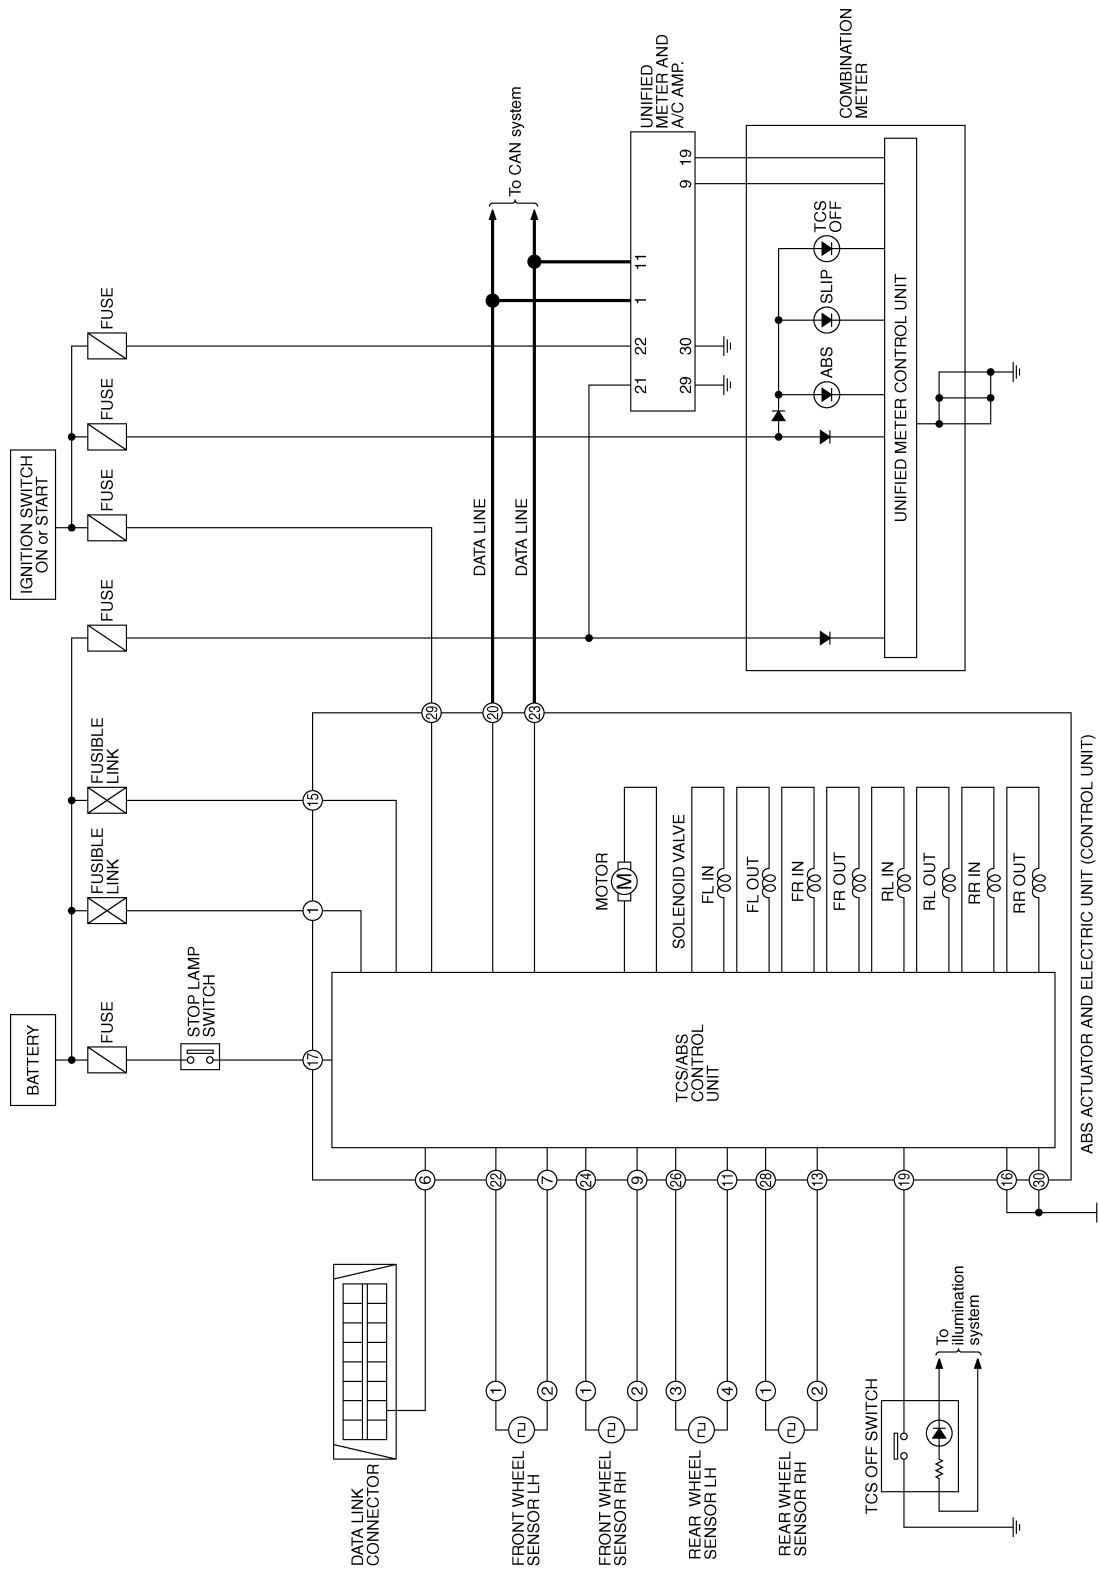 BATTERY
IGNITION SWITCH
ON or START
FUSE
FUSIBLE
LINK
FUSIBLE
LINK
FUSE
FUSE
FUSE
FUSE
STOP LAMP
SWITCH
17
1
15
29
20
23
DATA LINE
DATA LINE
To CAN system
UNIFIED
METER AND
A/C AMP.
21
22
1
11
29
30
9
19
COMBINATION
METER
ABS
SLIP
TCS
OFF
UNIFIED METER CONTROL UNIT
TCS/ABS
CONTROL
UNIT
MOTOR
M
SOLENOID VALVE
FL IN
FL OUT
FR IN
FR OUT
RL IN
RL OUT
RR IN
RR OUT
ABS ACTUATOR AND ELECTRIC UNIT (CONTROL UNIT)
6
22
7
24
9
26
11
28
13
19
16
30
DATA LINK
CONNECTOR
1
2
FRONT WHEEL
SENSOR LH
1
2
FRONT WHEEL
SENSOR RH
3
4
REAR WHEEL
SENSOR LH
1
2
REAR WHEEL
SENSOR RH
TCS OFF SWITCH
To
illumination
system